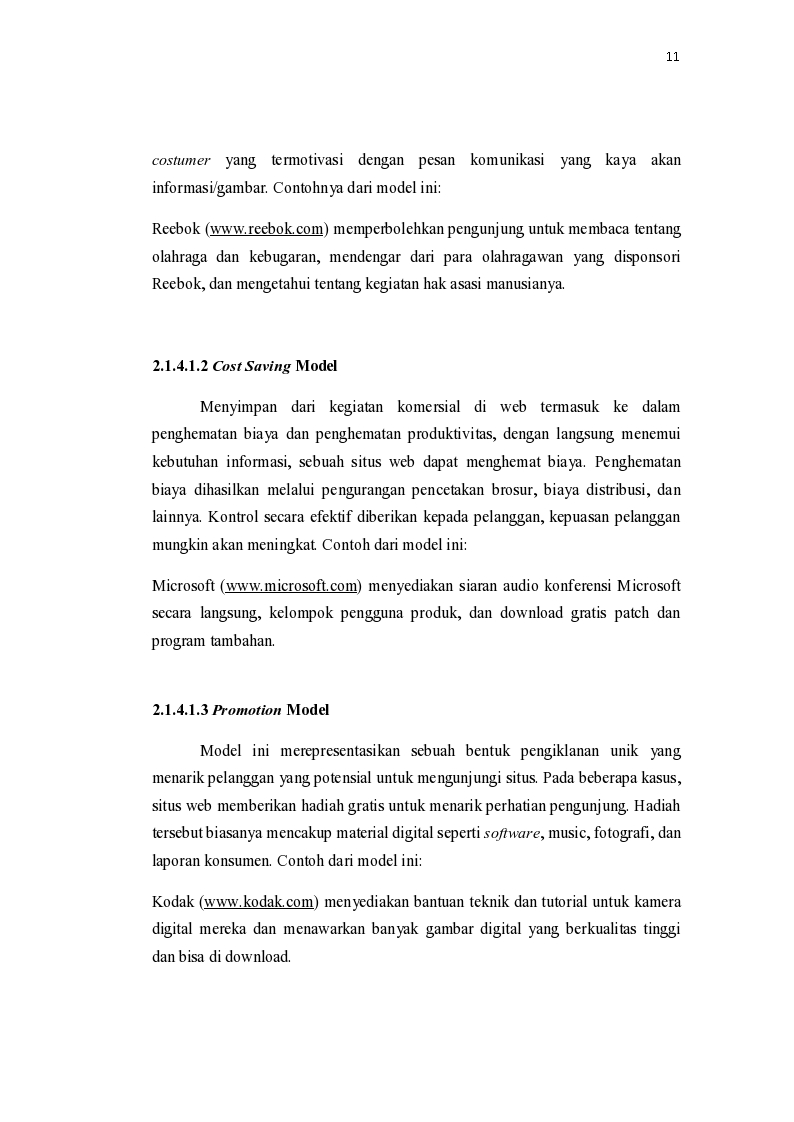 11
costumer yang termotivasi dengan pesan komunikasi yang kaya akan
informasi/gambar. Contohnya dari model ini:
Reebok (www.reebok.com) memperbolehkan pengunjung untuk membaca tentang
olahraga dan kebugaran, mendengar dari para olahragawan yang disponsori
Reebok, dan mengetahui tentang kegiatan hak asasi manusianya.
2.1.4.1.2 Cost Saving Model
Menyimpan dari kegiatan komersial di web termasuk ke dalam
penghematan biaya dan penghematan produktivitas, dengan langsung menemui
kebutuhan informasi, sebuah situs web dapat menghemat biaya. Penghematan
biaya dihasilkan melalui pengurangan pencetakan brosur, biaya distribusi, dan
lainnya. Kontrol secara efektif diberikan kepada pelanggan, kepuasan pelanggan
mungkin akan meningkat. Contoh dari model ini:
Microsoft (www.microsoft.com) menyediakan siaran audio konferensi Microsoft
secara langsung, kelompok pengguna produk, dan download gratis patch dan
program tambahan.
2.1.4.1.3 Promotion Model
Model ini merepresentasikan sebuah bentuk pengiklanan unik yang
menarik pelanggan yang potensial untuk mengunjungi situs. Pada beberapa kasus,
situs web memberikan hadiah gratis untuk menarik perhatian pengunjung. Hadiah
tersebut biasanya mencakup material digital seperti software, music, fotografi, dan
laporan konsumen. Contoh dari model ini:
Kodak (www.kodak.com) menyediakan bantuan teknik dan tutorial untuk kamera
digital mereka dan menawarkan banyak gambar digital yang berkualitas tinggi
dan bisa di download.